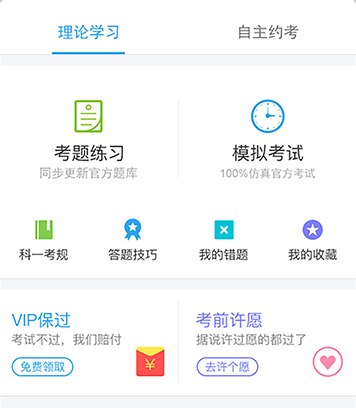 理论学习 自主约考
考题练习 模拟考试
同步更新官方题库 100%仿真官方考试
科一考规 答题技巧 我的错题 我的收藏
VIP保过 考前许愿
考试不过，我们赔付 据说许过愿的都过了
免费领取 去许个愿
¥